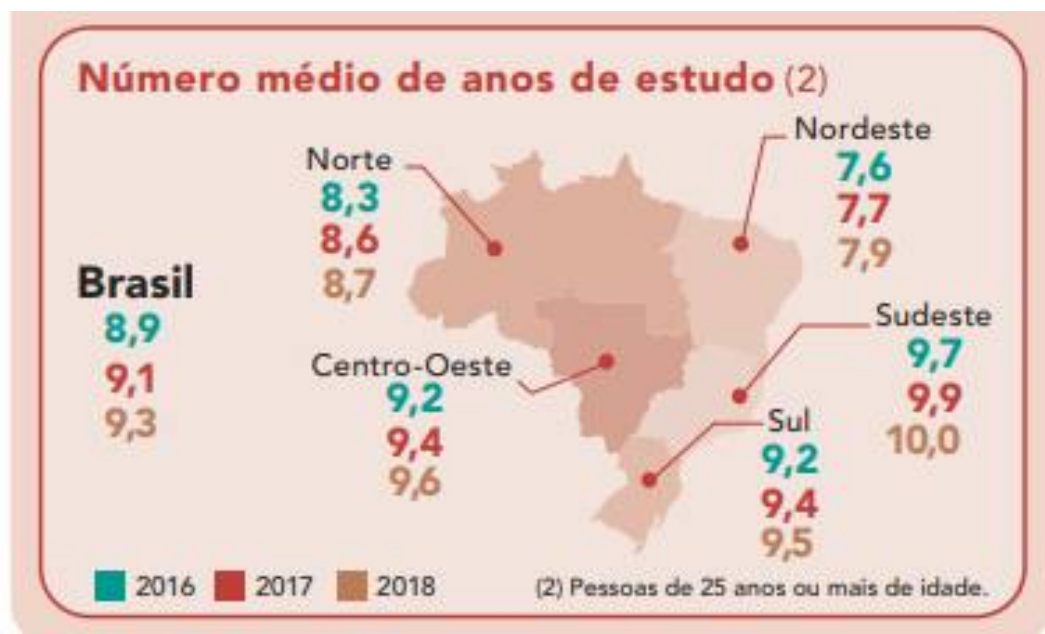 Número médio de anos de estudo (2)
Nordeste
7,6
7,7
7,9
Norte
8,3
8,6
8,7
Brasil
8,9
9,1
9,3
Sudeste
9,7
9,9
10,0
Centro-Oeste
9,2
9,4
9,6
Sul
9,2
9,4
9,5
2016 2017 2018 (2) Pessoas de 25 anos ou mais de idade.